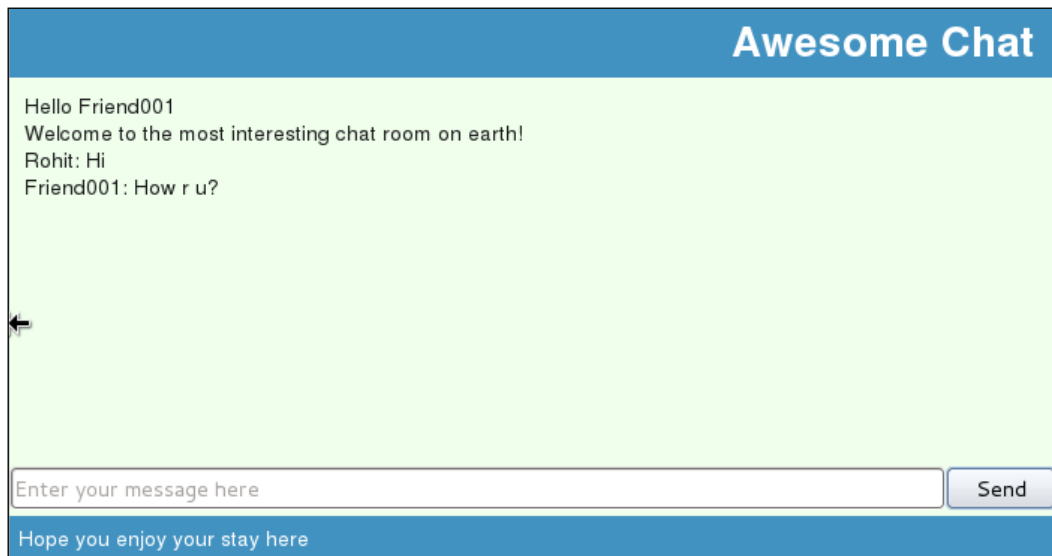 Awesome Chat
Hello Friend001
Welcome to the most interesting chat room on earth!
Rohit: Hi
Friend001: How r u?
Enter your message here
Send
Hope you enjoy your stay here